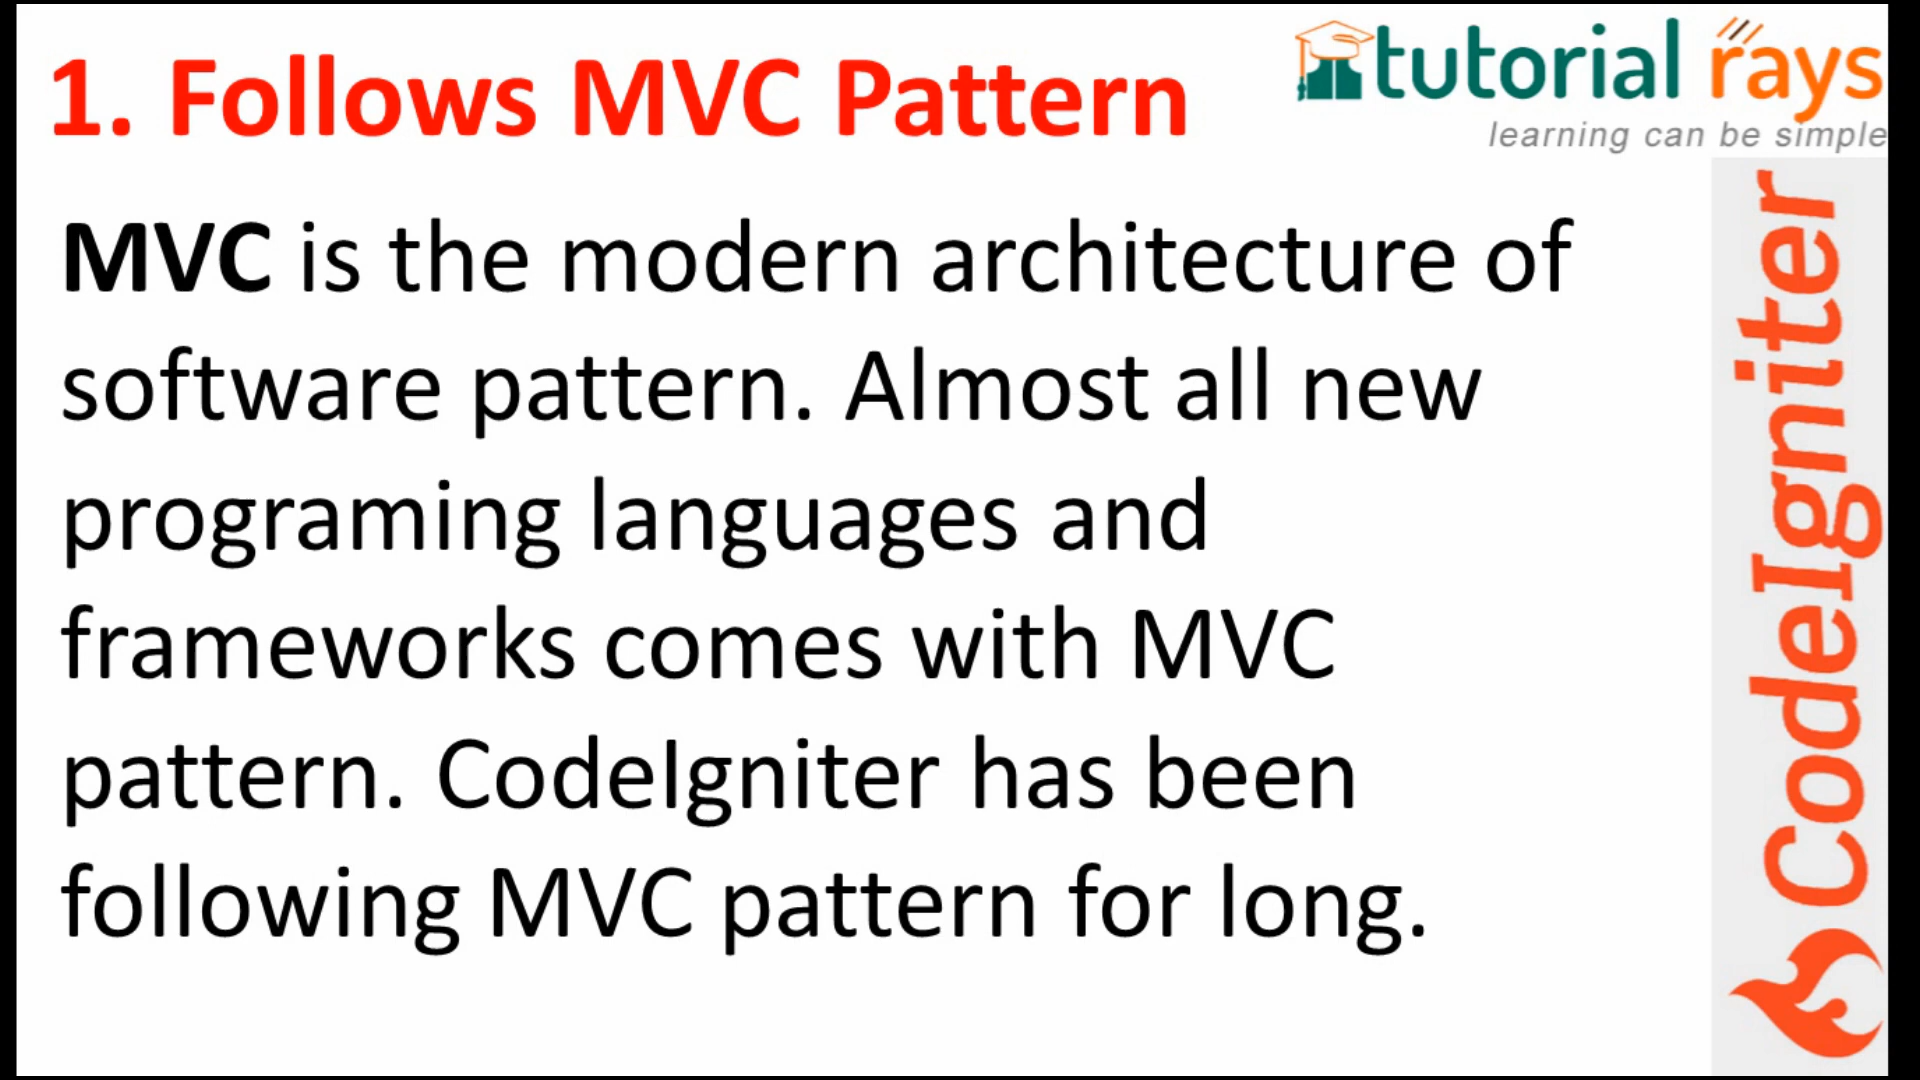 1. Follows MVC Pattern
tutorial rays
learning can be simple
MVC is the modern architecture of
software pattern. Almost all new
programing languages and
frameworks comes with MVC
pattern. CodeIgniter has been
following MVC pattern for long.
CodeIgniter